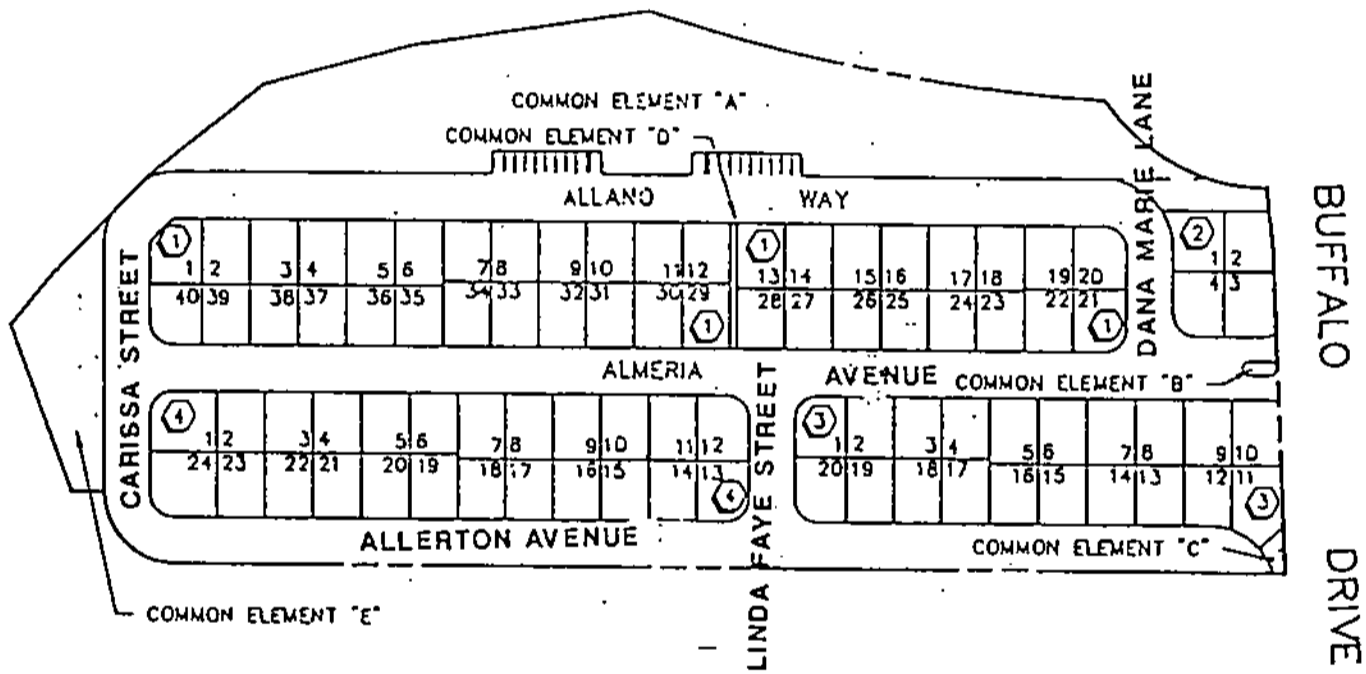 COMMON ELEMENT "A"
COMMON ELEMENT "D"
ALLANO WAY
DANA MARIE LANE
BUFFALO DRIVE
CARISSA STREET
1
1 2 3 4 5 6 7 8 9 10 11 12
40 39 38 37 36 35 34 33 32 31 30 29
1
1
13 14 15 16 17 18 19 20
28 27 26 25 24 23 22 21
1
2
1 2
4 3
ALMERIA AVENUE
COMMON ELEMENT "B"
LINDA FAYE STREET
4
1 2 3 4 5 6 7 8 9 10 11 12
24 23 22 21 20 19 18 17 16 15 14 13
4
3
1 2 3 4 5 6 7 8 9 10
20 19 18 17 16 15 14 13 12 11
3
ALLERTON AVENUE
COMMON ELEMENT "C"
COMMON ELEMENT "E"